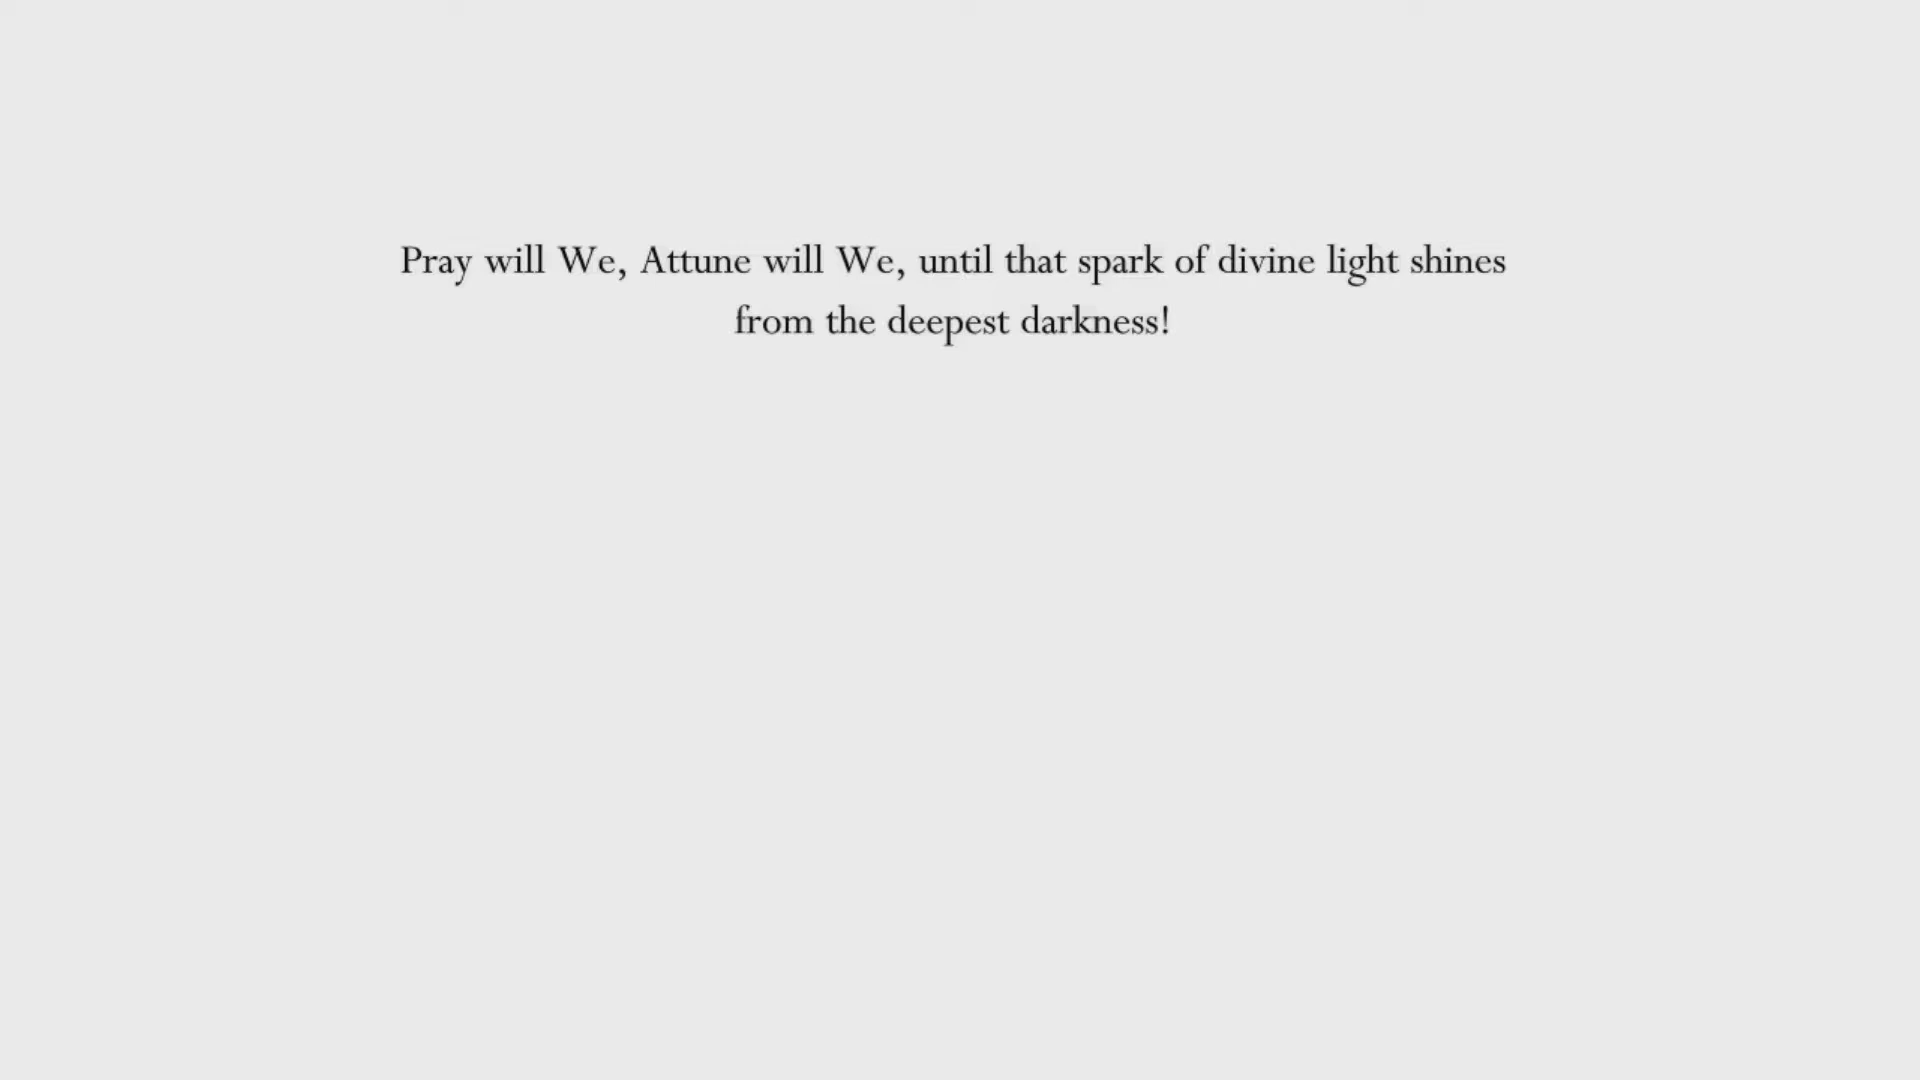 Pray will We, Attune will We, until that spark of divine light shines
from the deepest darkness!